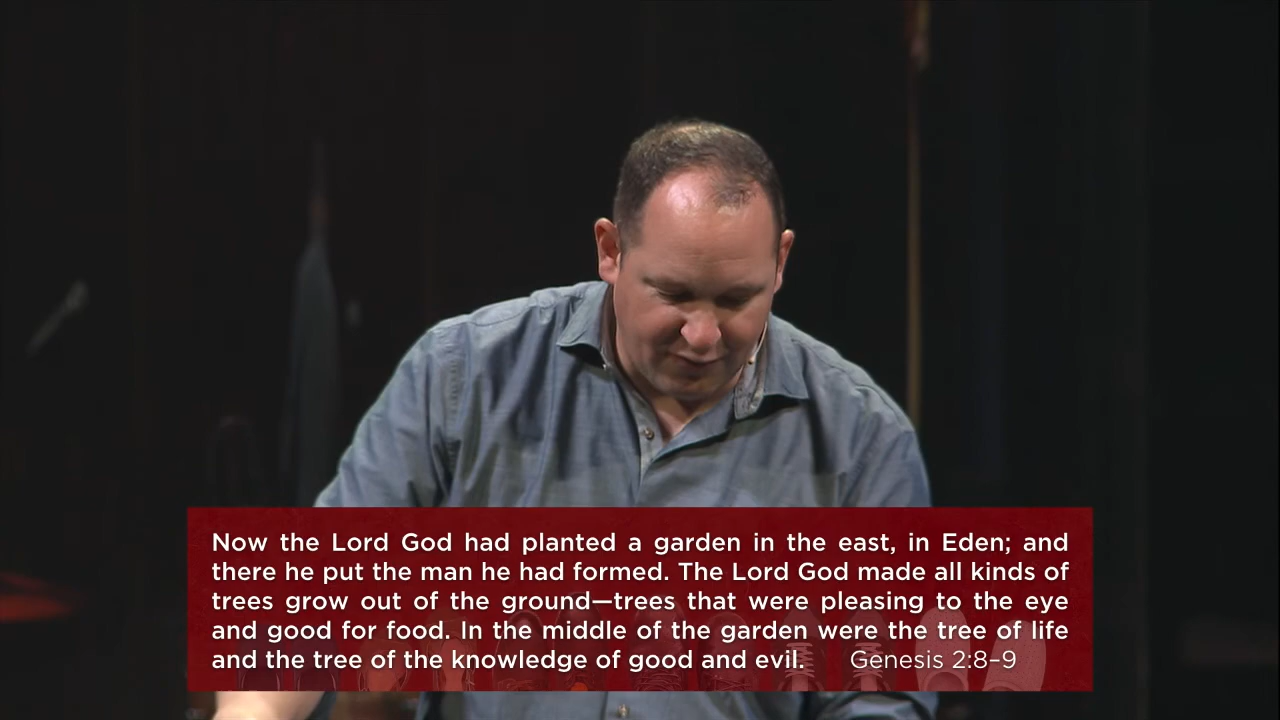 Now the Lord God had planted a garden in the east, in Eden; and
there he put the man he had formed. The Lord God made all kinds of
trees grow out of the ground—trees that were pleasing to the eye
and good for food. In the middle of the garden were the tree of life
and the tree of the knowledge of good and evil. Genesis 2:8–9